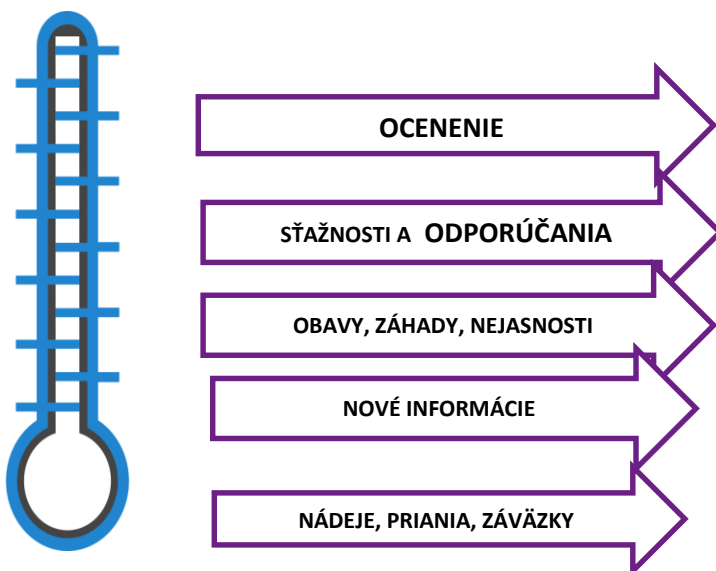 OCENENIE
SŤAŽNOSTI A ODPORÚČANIA
OBAVY, ZÁHADY, NEJASNOSTI
NOVÉ INFORMÁCIE
NÁDEJE, PRIANIA, ZÁVÄZKY